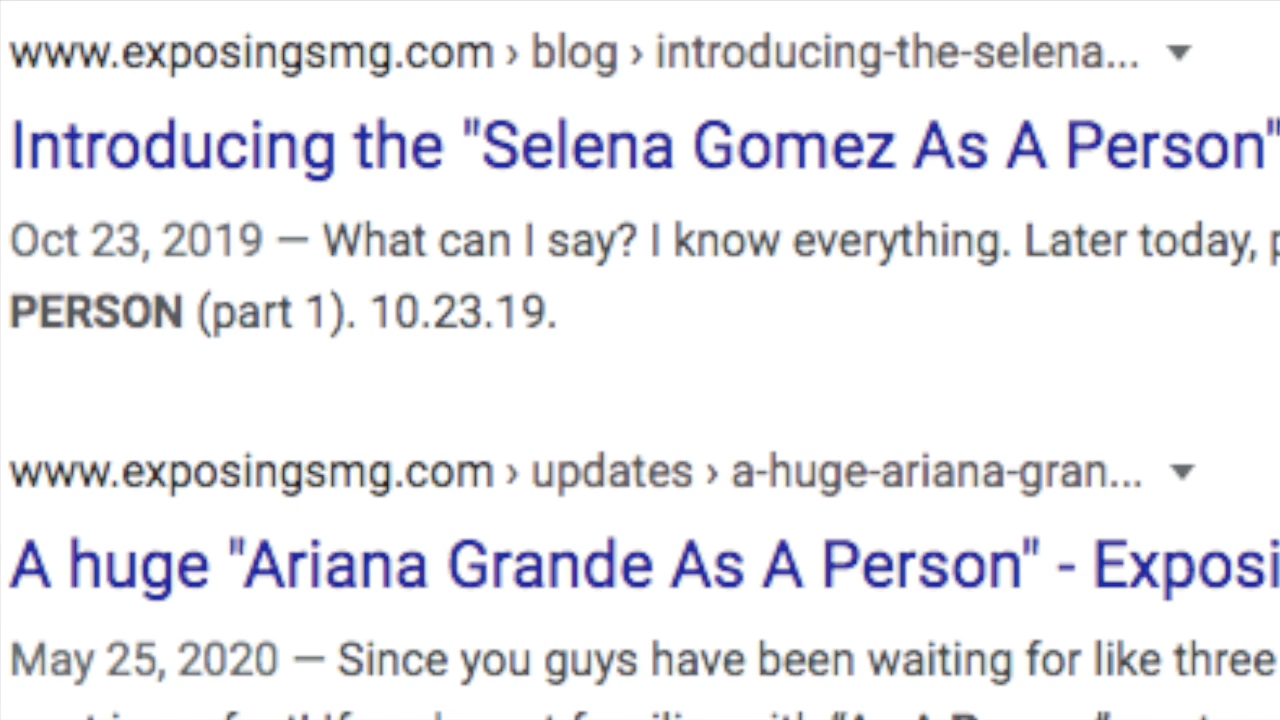 www.exposingsmg.com › blog › introducing-the-selena...
Introducing the "Selena Gomez As A Person"
Oct 23, 2019 — What can I say? I know everything. Later today,
PERSON (part 1). 10.23.19.
www.exposingsmg.com › updates › a-huge-ariana-gran...
A huge "Ariana Grande As A Person" - Exposi
May 25, 2020 — Since you guys have been waiting for like three